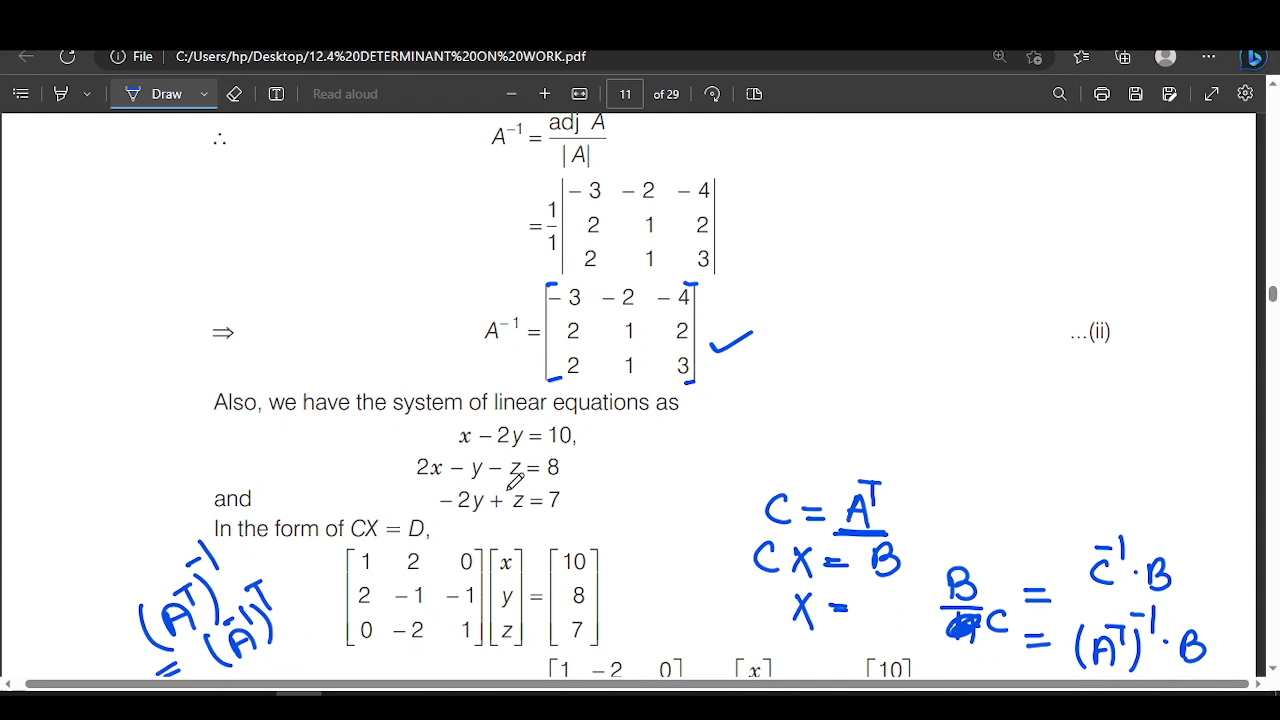 File C:/Users/hp/Desktop/12.4%20DETERMINANT%20ON%20WORK.pdf
Draw Read aloud 11 of 29
∴ A⁻¹ = adj A / |A|
= 1/1 | −3 −2 −4 |
| 2 1 2 |
| 2 1 3 |
⇒ A⁻¹ = [ −3 −2 −4 ]
[ 2 1 2 ] ...(ii)
[ 2 1 3 ]
Also, we have the system of linear equations as
x − 2y = 10,
2x − y − z = 8
and − 2y + z = 7
In the form of CX = D,
[ 1 2 0 ] [ x ] = [ 10 ]
[ 2 −1 −1 ] [ y ] [ 8 ]
[ 0 −2 1 ] [ z ] [ 7 ]
[ 1 −2 0 ] [ x ] [ 10 ]
C = Aᵀ
C X = B
X = B / C = C⁻¹ · B
= (Aᵀ)⁻¹ · B
(Aᵀ)⁻¹
= (A⁻¹)ᵀ
=